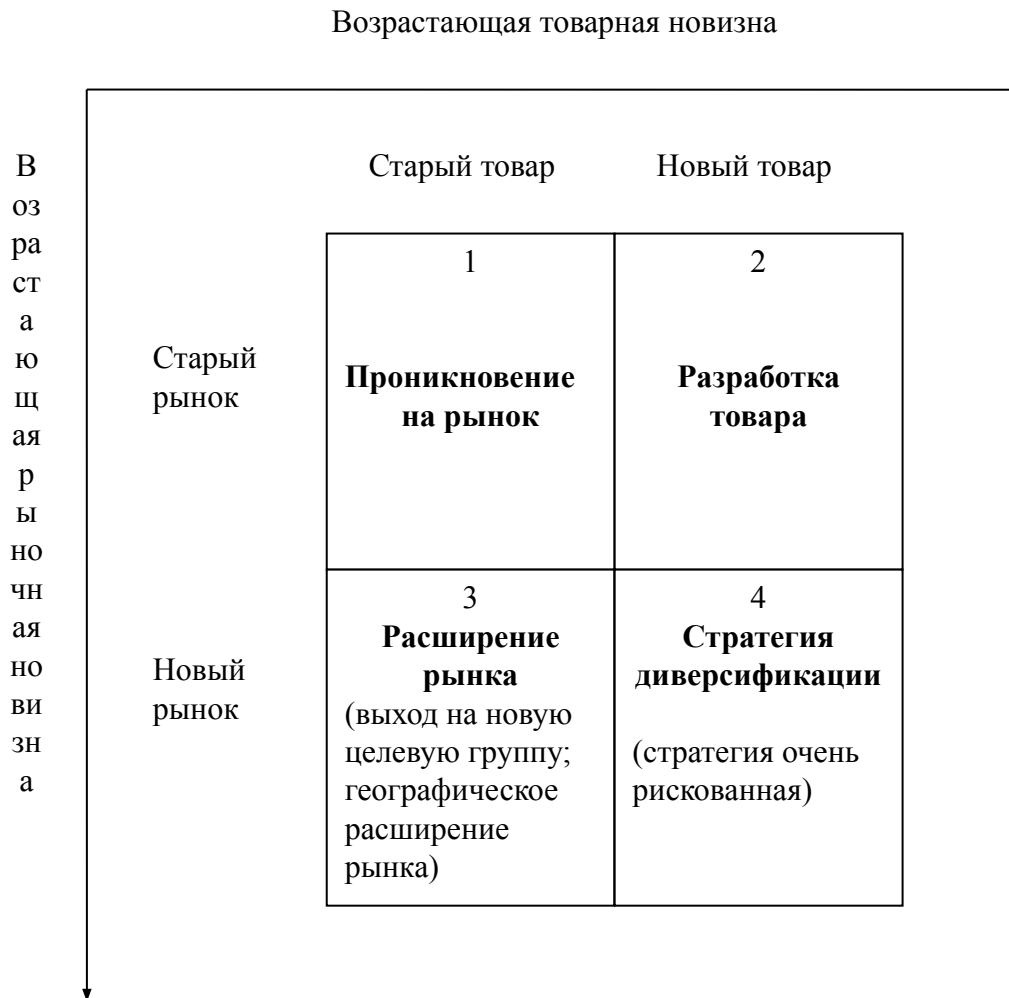 Возрастающая товарная новизна
В
оз
ра
ст
а
ю
щ
ая
р
ы
но
чн
ая
но
ви
зн
а
Старый товар
Новый товар
Старый
рынок
1
Проникновение
на рынок
2
Разработка
товара
Новый
рынок
3
Расширение
рынка
(выход на новую
целевую группу;
географическое
расширение
рынка)
4
Стратегия
диверсификации
(стратегия очень
рискованная)